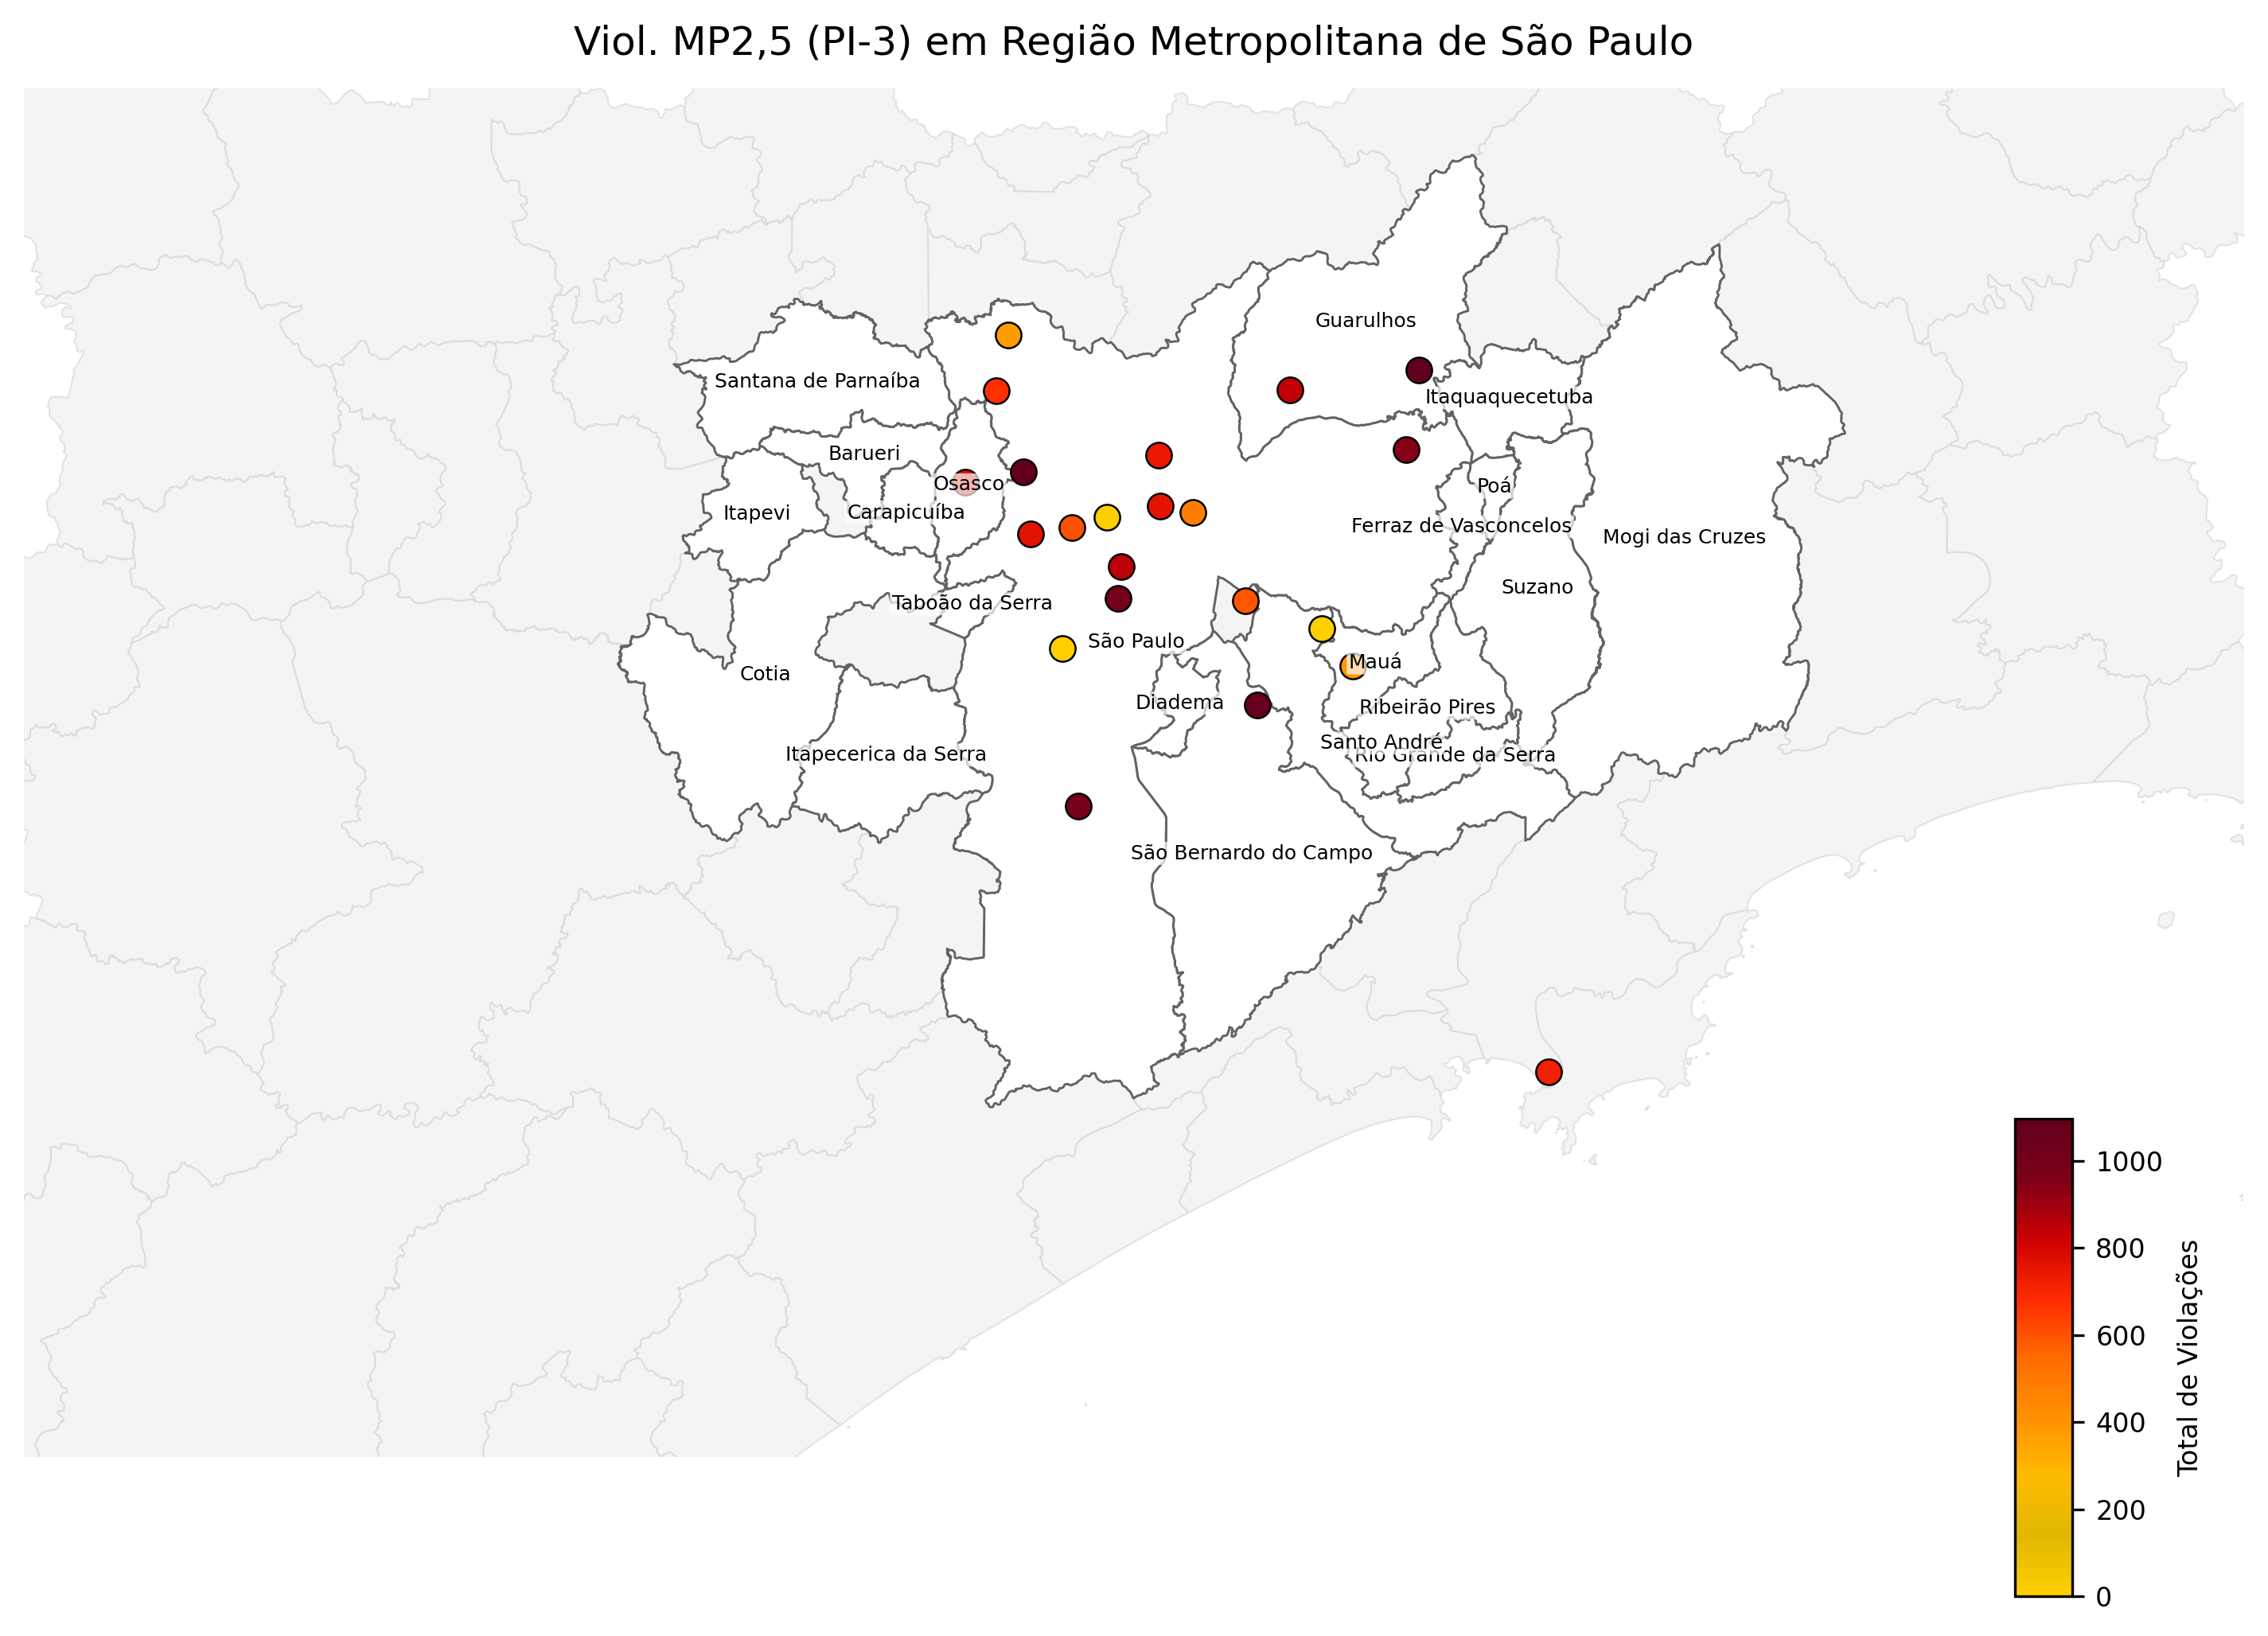 Viol. MP2,5 (PI-3) em Região Metropolitana de São Paulo
Guarulhos
Santana de Parnaíba
Itaquaquecetuba
Barueri
Osasco
Poá
Itapevi
Carapicuíba
Ferraz de Vasconcelos
Mogi das Cruzes
Suzano
Taboão da Serra
São Paulo
Mauá
Cotia
Diadema
Ribeirão Pires
Santo André
Itapecerica da Serra
Rio Grande da Serra
São Bernardo do Campo
1000
800
600
400
200
0
Total de Violações